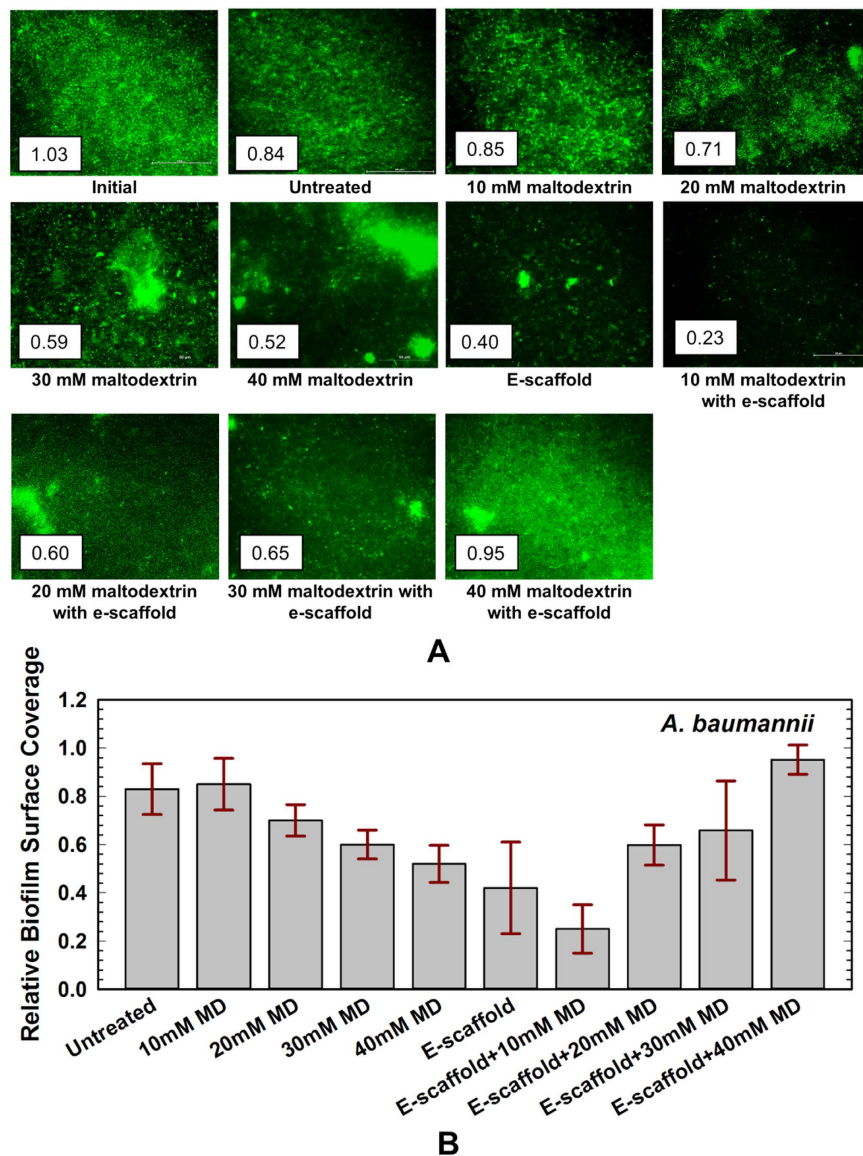 1.03
0.84
0.85
0.71
Initial
Untreated
10 mM maltodextrin
20 mM maltodextrin
0.59
0.52
0.40
0.23
30 mM maltodextrin
40 mM maltodextrin
E-scaffold
10 mM maltodextrin
with e-scaffold
0.60
0.65
0.95
20 mM maltodextrin
with e-scaffold
30 mM maltodextrin with
e-scaffold
40 mM maltodextrin
with e-scaffold
A
Relative Biofilm Surface Coverage
1.2
1.0
0.8
0.6
0.4
0.2
0.0
A. baumannii
Untreated
10mM MD
20mM MD
30mM MD
40mM MD
E-scaffold
E-scaffold+10mM MD
E-scaffold+20mM MD
E-scaffold+30mM MD
E-scaffold+40mM MD
B